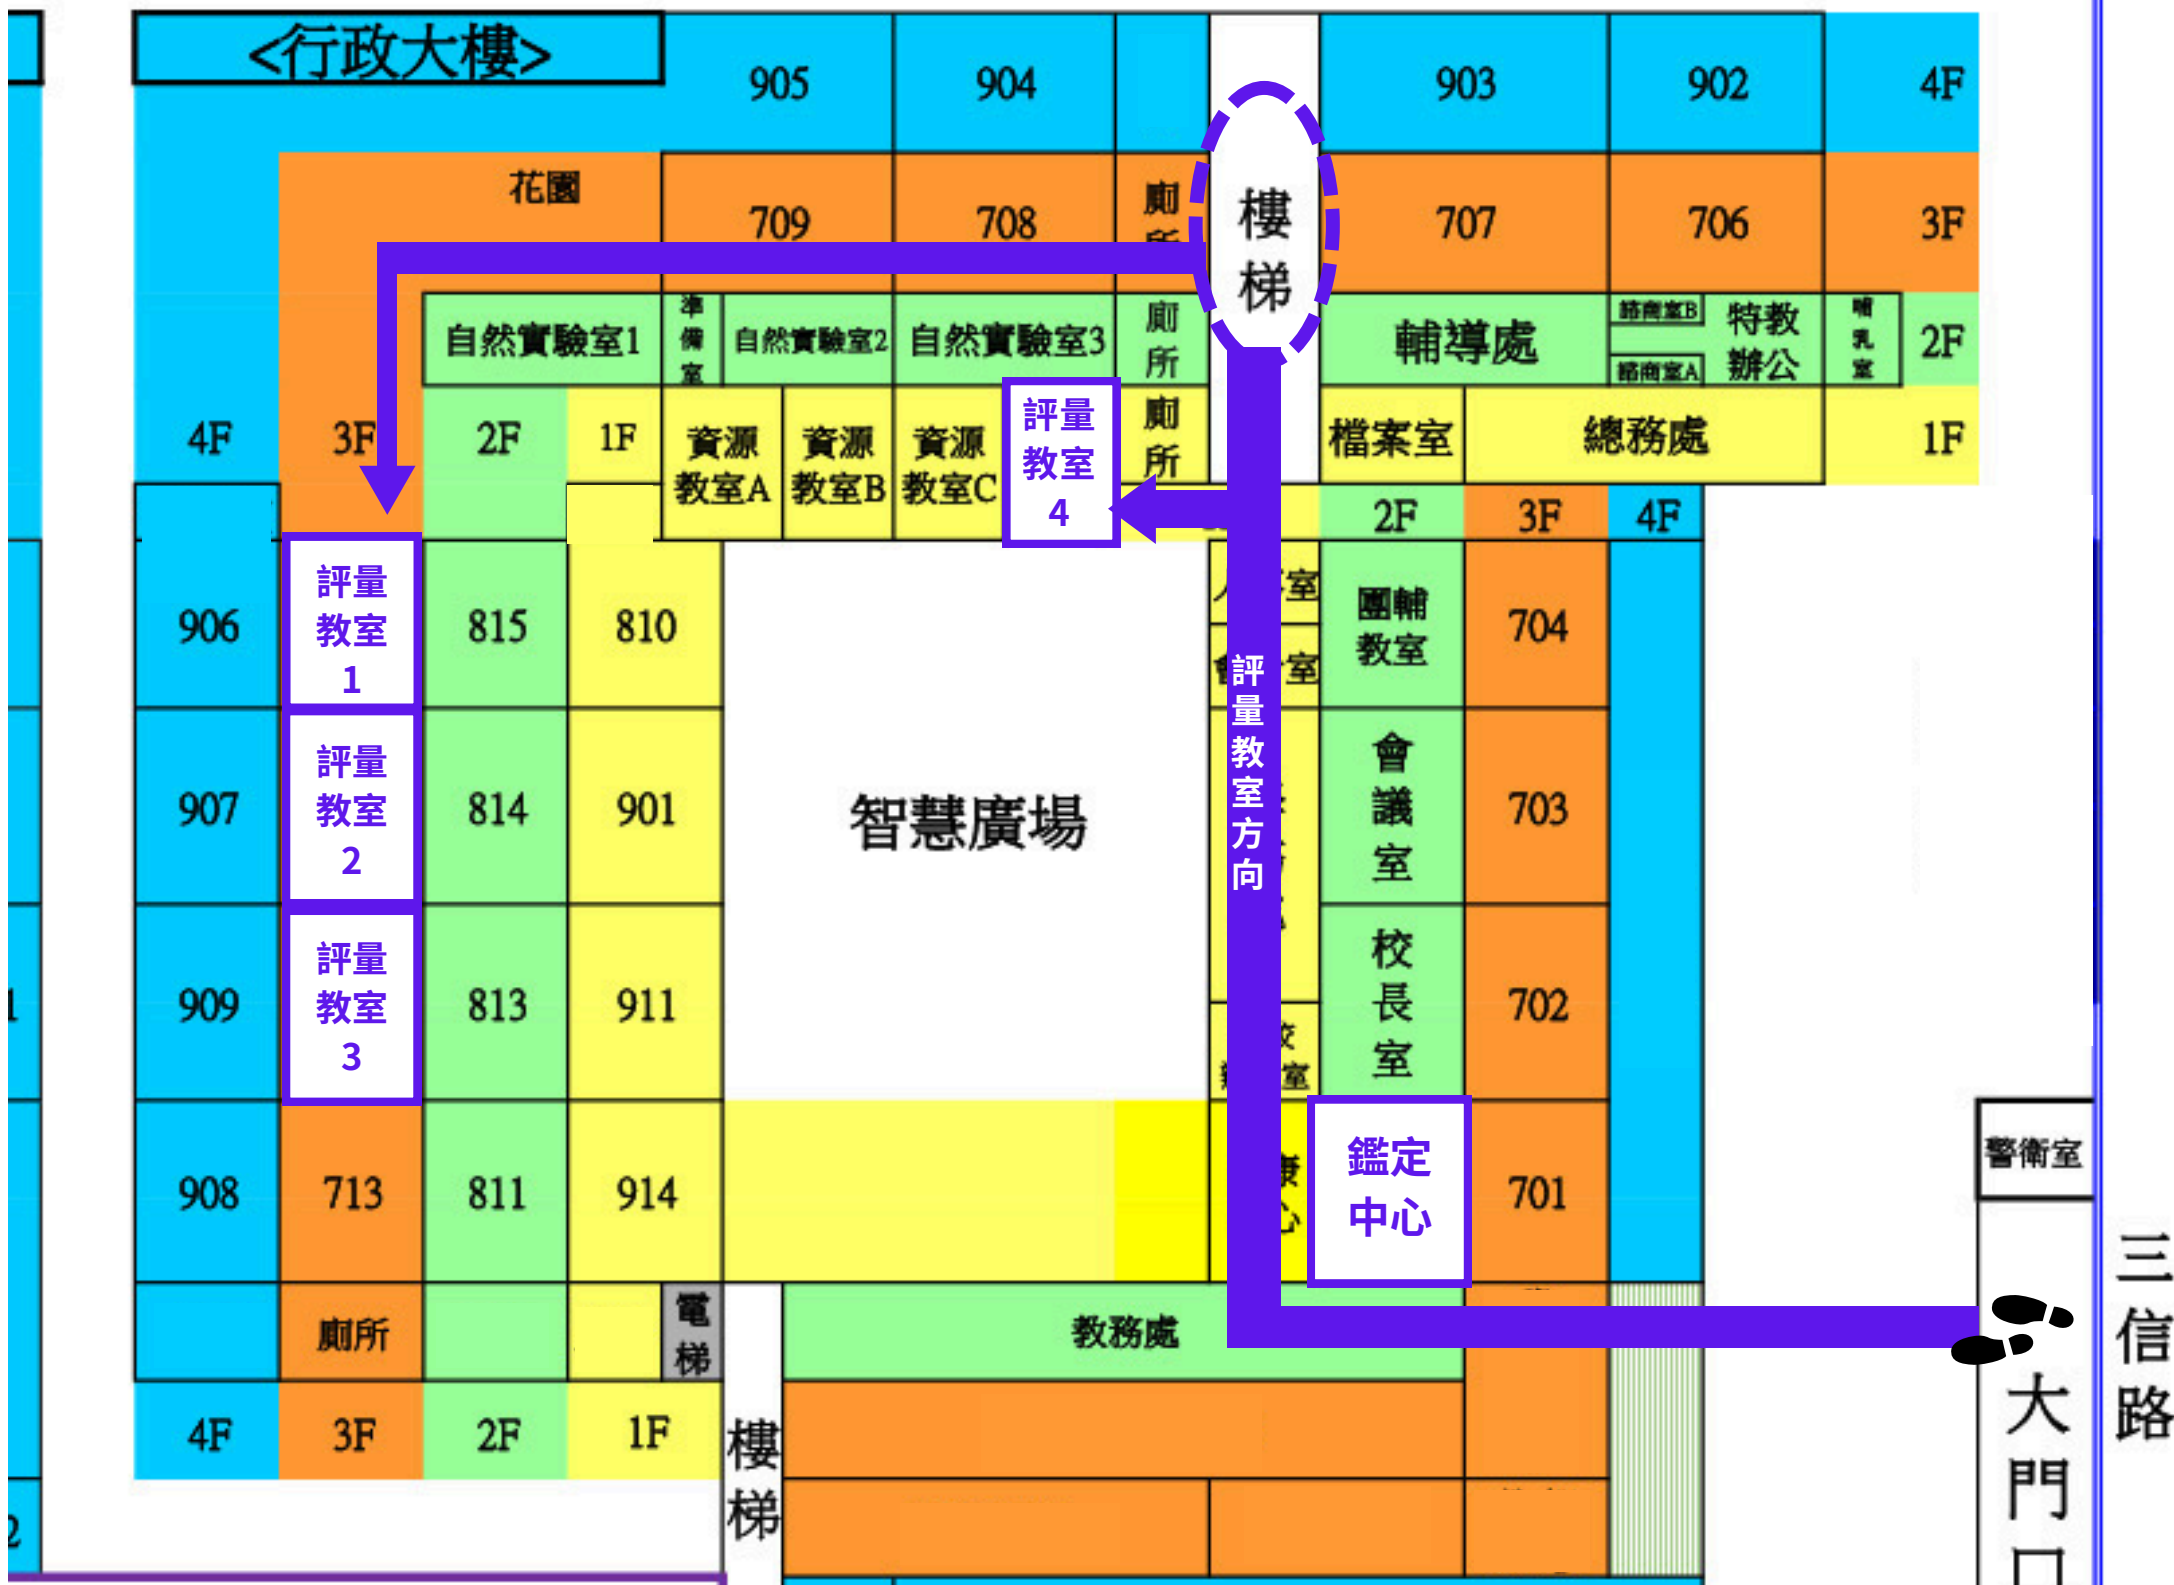 <行政大樓>
905
904
903
902
4F
花園
709
708
廁
樓梯
707
706
3F
自然實驗室1
準備室
自然實驗室2
自然實驗室3
廁所
輔導處
諮商室B
諮商室A
特教
辦公
哺乳室
2F
4F
3F
2F
1F
資源
教室A
資源
教室B
資源
教室C
評量
教室
4
廁所
檔案室
總務處
1F
2F
3F
4F
906
評量
教室
1
815
810
室
團輔
教室
704
室
907
評量
教室
2
814
901
智慧廣場
評量教室方向
會議室
703
909
評量
教室
3
813
911
校長室
702
室
908
713
811
914
鑑定
中心
701
警衛室
廁所
電梯
教務處
三信路
大門口
4F
3F
2F
1F
樓梯